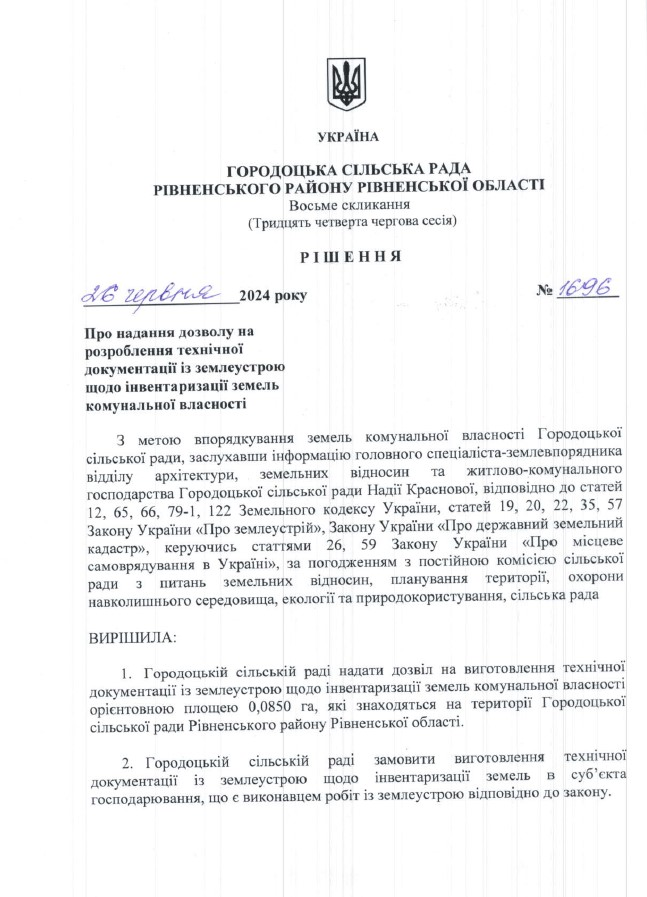 УКРАЇНА
ГОРОДОЦЬКА СІЛЬСЬКА РАДА
РІВНЕНСЬКОГО РАЙОНУ РІВНЕНСЬКОЇ ОБЛАСТІ
Восьме скликання
(Тридцять четверта чергова сесія)
Р І Ш Е Н Н Я
26 червня 2024 року № 1696
Про надання дозволу на
розроблення технічної
документації із землеустрою
щодо інвентаризації земель
комунальної власності
З метою впорядкування земель комунальної власності Городоцької
сільської ради, заслухавши інформацію головного спеціаліста-землевпорядника
відділу архітектури, земельних відносин та житлово-комунального
господарства Городоцької сільської ради Надії Краснової, відповідно до статей
12, 65, 66, 79-1, 122 Земельного кодексу України, статей 19, 20, 22, 35, 57
Закону України «Про землеустрій», Закону України «Про державний земельний
кадастр», керуючись статтями 26, 59 Закону України «Про місцеве
самоврядування в Україні», за погодженням з постійною комісією сільської
ради з питань земельних відносин, планування території, охорони
навколишнього середовища, екології та природокористування, сільська рада
ВИРІШИЛА:
1. Городоцькій сільській раді надати дозвіл на виготовлення технічної
документації із землеустрою щодо інвентаризації земель комунальної власності
орієнтовною площею 0,0850 га, які знаходяться на території Городоцької
сільської ради Рівненського району Рівненської області.
2. Городоцькій сільській раді замовити виготовлення технічної
документації із землеустрою щодо інвентаризації земель в суб’єкта
господарювання, що є виконавцем робіт із землеустрою відповідно до закону.